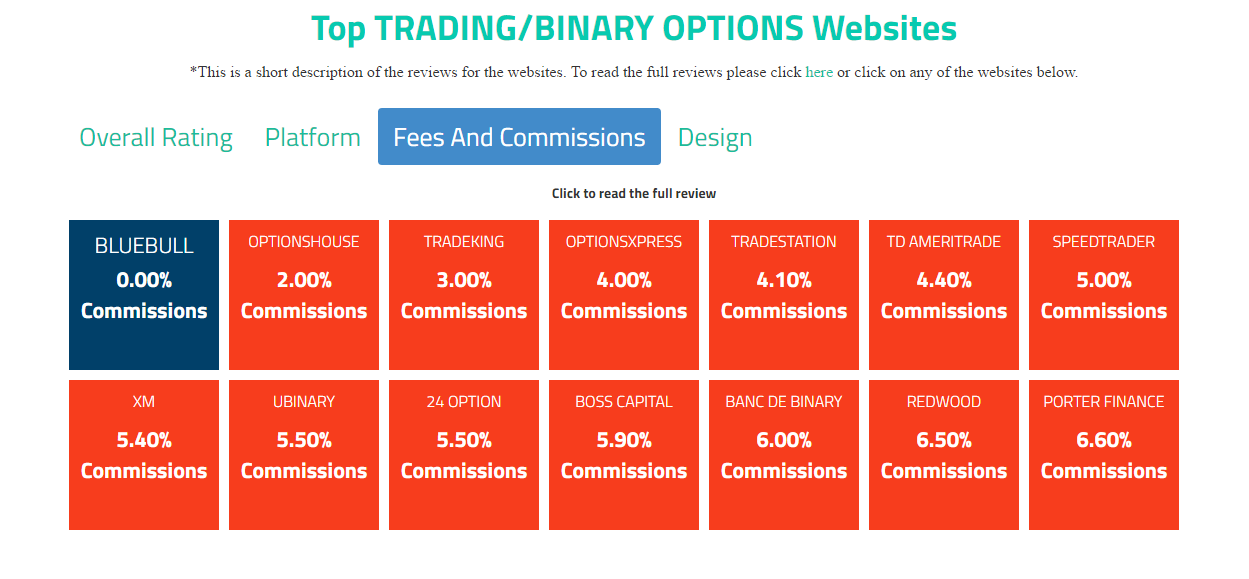 Top TRADING/BINARY OPTIONS Websites
*This is a short description of the reviews for the websites. To read the full reviews please click here or click on any of the websites below.
Overall Rating Platform Fees And Commissions Design
Click to read the full review
BLUEBULL OPTIONSHOUSE TRADEKING OPTIONSXPRESS TRADESTATION TD AMERITRADE SPEEDTRADER
0.00% 2.00% 3.00% 4.00% 4.10% 4.40% 5.00%
Commissions Commissions Commissions Commissions Commissions Commissions Commissions
XM UBINARY 24 OPTION BOSS CAPITAL BANC DE BINARY REDWOOD PORTER FINANCE
5.40% 5.50% 5.50% 5.90% 6.00% 6.50% 6.60%
Commissions Commissions Commissions Commissions Commissions Commissions Commissions